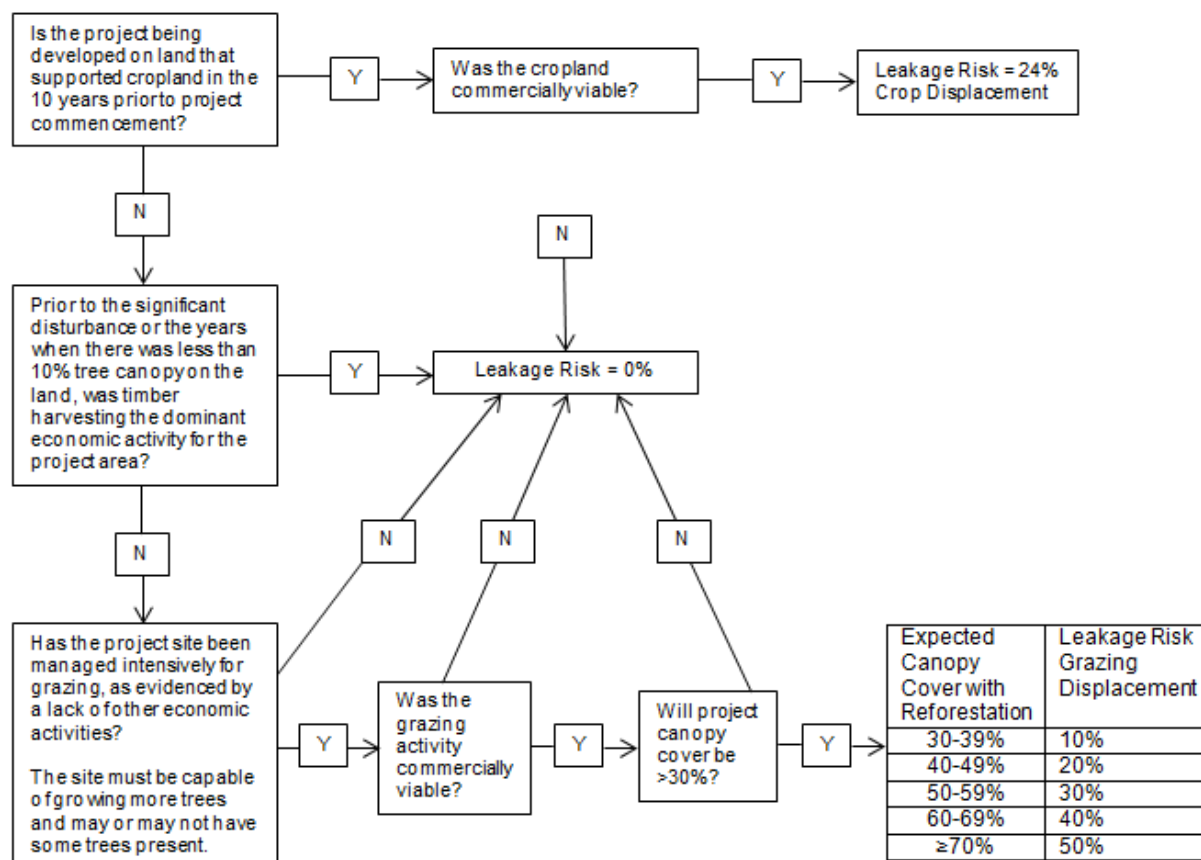 Is the project being
developed on land that
supported cropland in the
10 years prior to project
commencement?
Y
Was the cropland
commercially viable?
Y
Leakage Risk = 24%
Crop Displacement
N
N
Prior to the significant
disturbance or the years
when there was less than
10% tree canopy on the
land, was timber
harvesting the dominant
economic activity for the
project area?
Y
Leakage Risk = 0%
N
N
N
N
Has the project site been
managed intensively for
grazing, as evidenced by
a lack of other economic
activities?
The site must be capable
of growing more trees
and may or may not have
some trees present.
Y
Was the
grazing
activity
commercially
viable?
Y
Will project
canopy
cover be
>30%?
Y
Expected
Canopy
Cover with
Reforestation
Leakage Risk
Grazing
Displacement
30-39% 10%
40-49% 20%
50-59% 30%
60-69% 40%
≥70% 50%